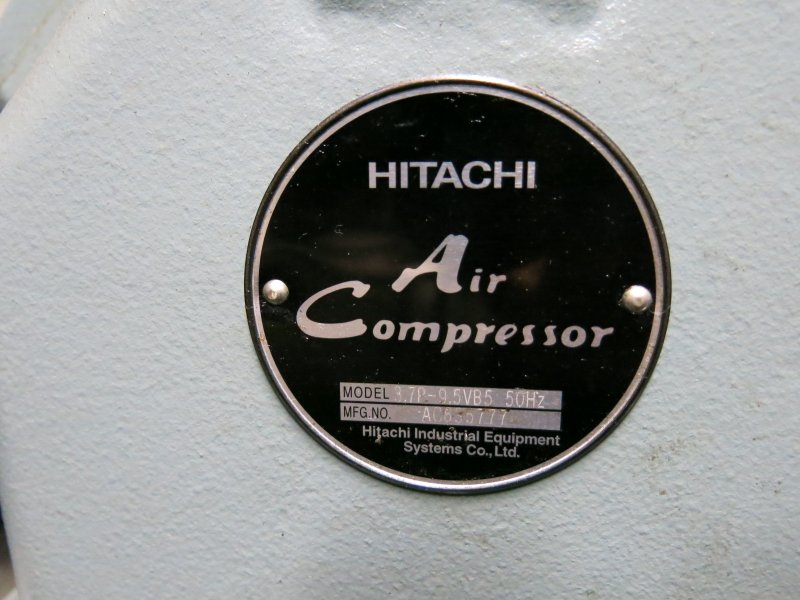 HITACHI
Air
Compressor
MODEL 3.7P-9.5VB5 50Hz
MFG.NO.
Hitachi Industrial Equipment
Systems Co., Ltd.